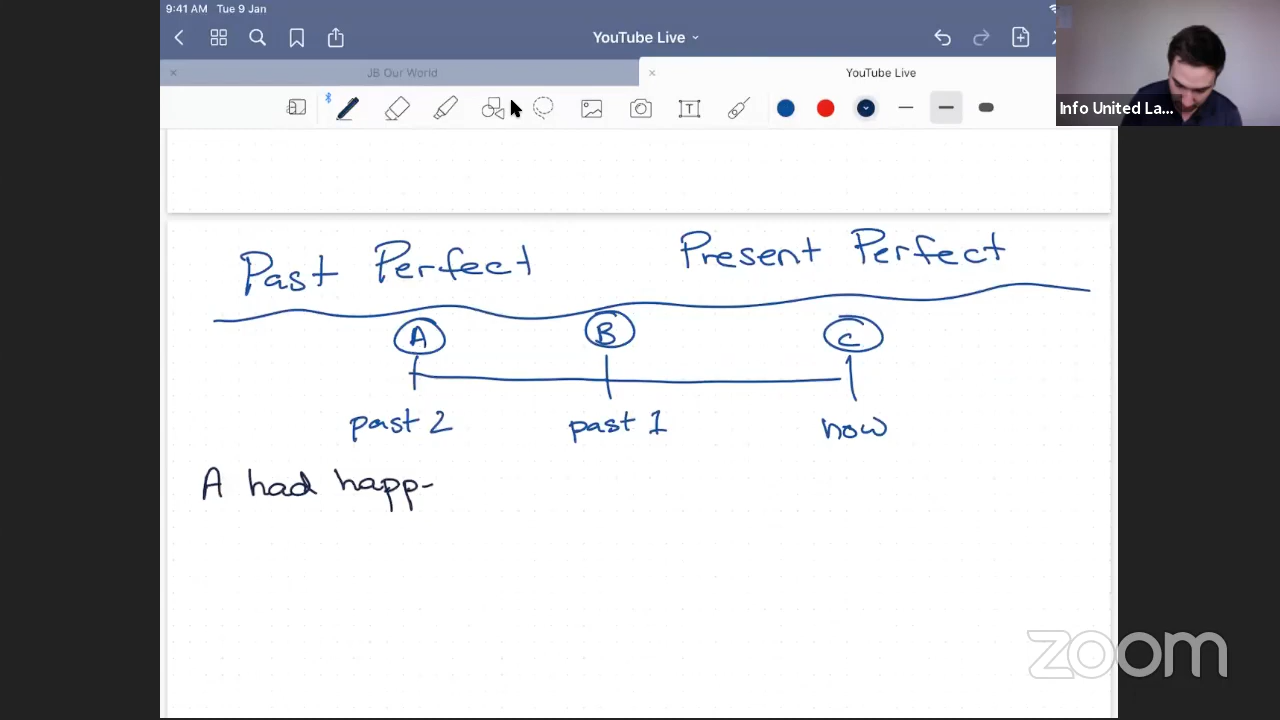 9:41 AM Tue 9 Jan
YouTube Live
JB Our World
YouTube Live
Info United La...
Past Perfect Present Perfect
A B C
past 2 past 1 now
A had happ-
zoom